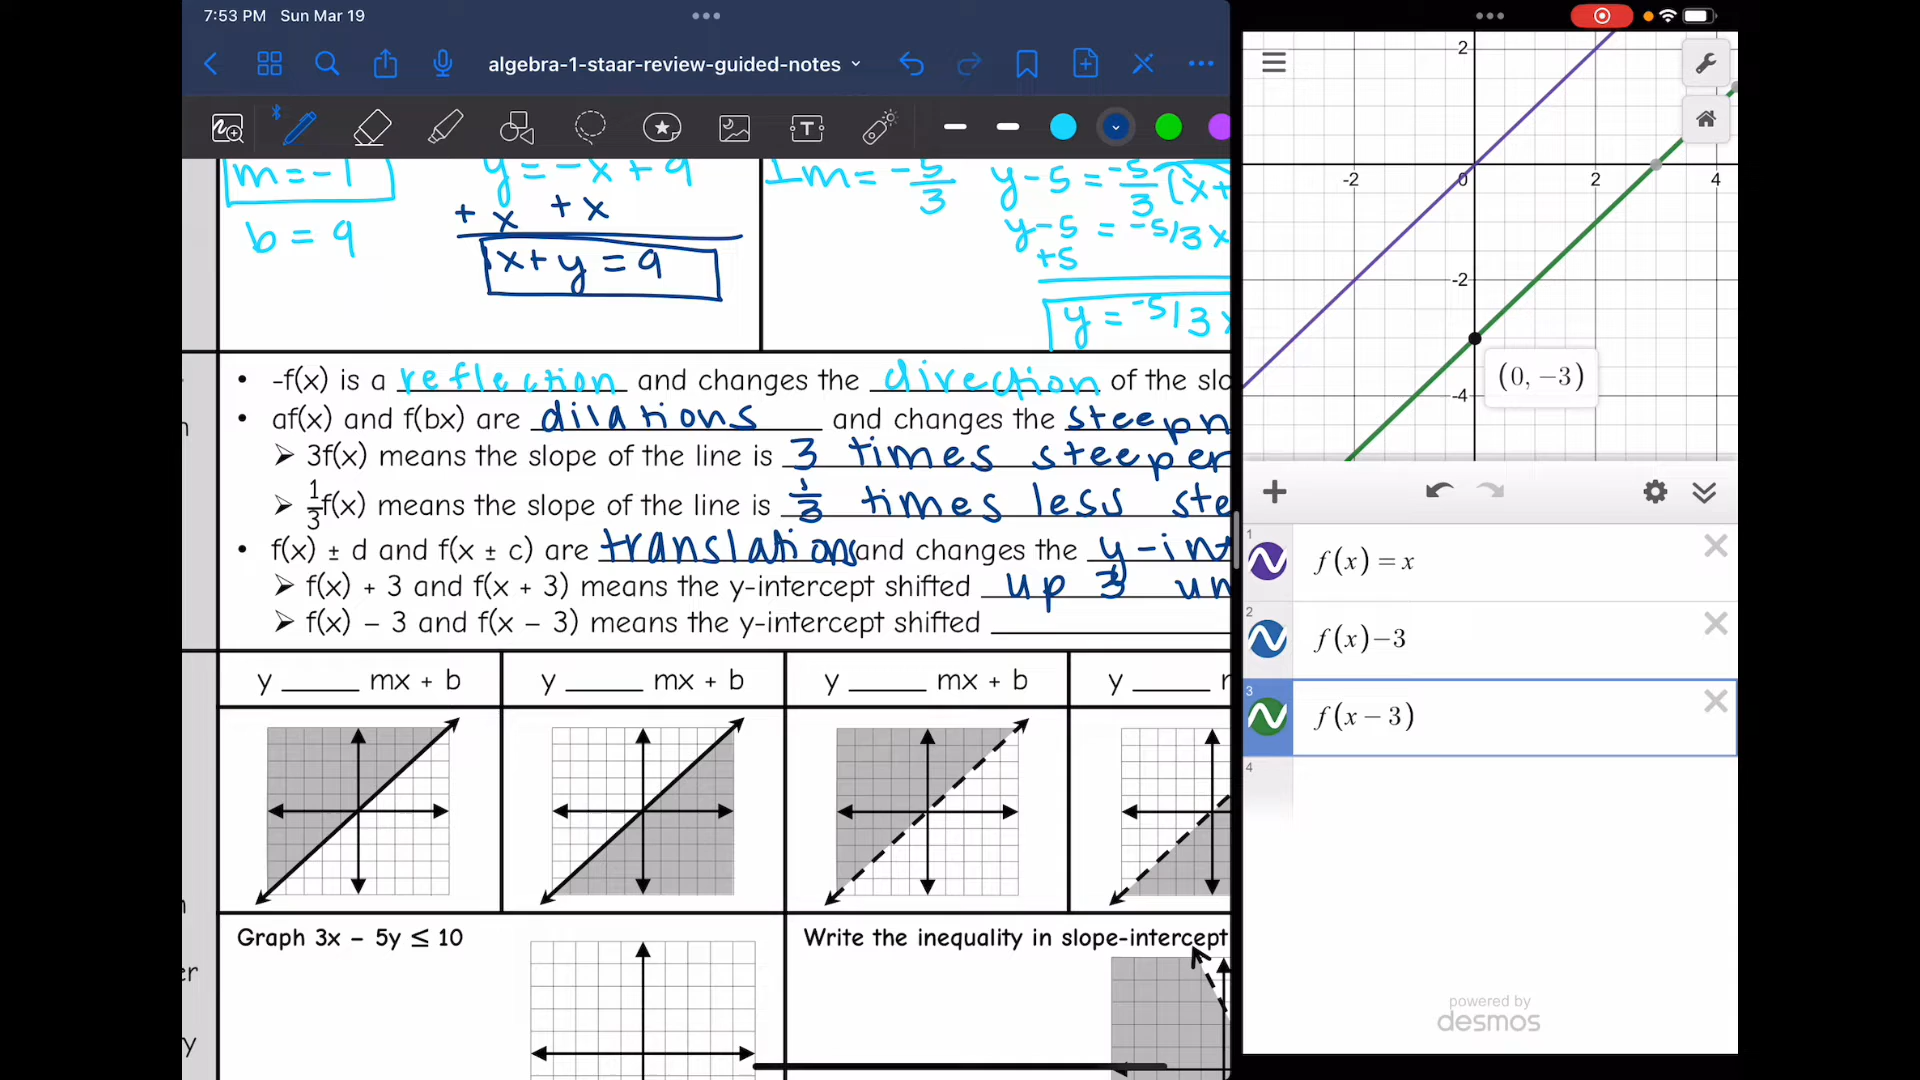 7:53 PM Sun Mar 19
algebra-1-staar-review-guided-notes
m = -1
y = -x + 9
+ x + x
b = 9
x + y = 9
m = -5/3
y - 5 = -5/3 (x+
y - 5 = -5/3 x
+5
y = -5/3 x
• -f(x) is a reflection and changes the direction of the slo
• af(x) and f(bx) are dilations and changes the steepn
➢ 3f(x) means the slope of the line is 3 times steeper
➢ 1/3f(x) means the slope of the line is 1/3 times less ste
• f(x) ± d and f(x ± c) are translations and changes the y-int
➢ f(x) + 3 and f(x + 3) means the y-intercept shifted up 3 un
➢ f(x) – 3 and f(x – 3) means the y-intercept shifted ____
y ____ mx + b
y ____ mx + b
y ____ mx + b
y ____
Graph 3x – 5y ≤ 10
Write the inequality in slope-intercept
2
-2
0
2
4
-2
(0, −3)
-4
1
f(x) = x
2
f(x)−3
3
f(x − 3)
4
powered by
desmos